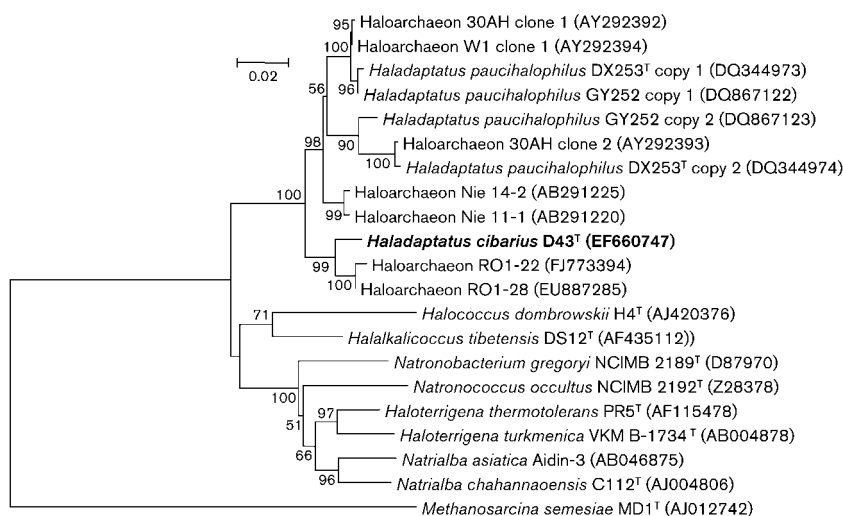 95 Haloarchaeon 30AH clone 1 (AY292392)
100 Haloarchaeon W1 clone 1 (AY292394)
0.02
Haladaptatus paucihalophilus DX253ᵀ copy 1 (DQ344973)
56 96 Haladaptatus paucihalophilus GY252 copy 1 (DQ867122)
Haladaptatus paucihalophilus GY252 copy 2 (DQ867123)
98 90 Haloarchaeon 30AH clone 2 (AY292393)
100 Haladaptatus paucihalophilus DX253ᵀ copy 2 (DQ344974)
100 Haloarchaeon Nie 14-2 (AB291225)
99 Haloarchaeon Nie 11-1 (AB291220)
Haladaptatus cibarius D43ᵀ (EF660747)
99 Haloarchaeon RO1-22 (FJ773394)
100 Haloarchaeon RO1-28 (EU887285)
71 Halococcus dombrowskii H4ᵀ (AJ420376)
Halalkalicoccus tibetensis DS12ᵀ (AF435112))
Natronobacterium gregoryi NCIMB 2189ᵀ (D87970)
100 Natronococcus occultus NCIMB 2192ᵀ (Z28378)
97 Haloterrigena thermotolerans PR5ᵀ (AF115478)
51 Haloterrigena turkmenica VKM B-1734ᵀ (AB004878)
66 Natrialba asiatica Aidin-3 (AB046875)
96 Natrialba chahannaoensis C112ᵀ (AJ004806)
Methanosarcina semesiae MD1ᵀ (AJ012742)